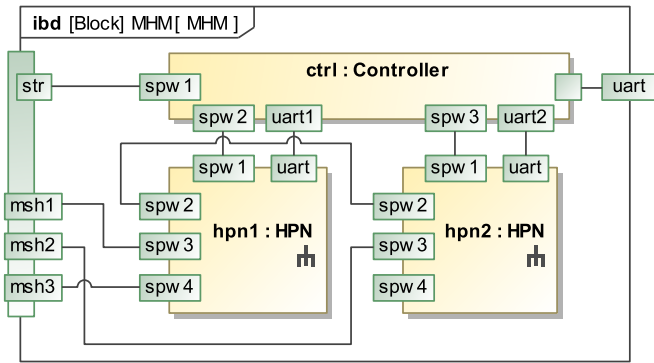 ibd [Block] MHM[ MHM ]
ctrl : Controller
str
spw 1
uart
spw 2
uart1
spw 3
uart2
spw 1
uart
spw 1
uart
msh1
spw 2
spw 2
hpn1 : HPN
hpn2 : HPN
msh2
spw 3
spw 3
msh3
spw 4
spw 4